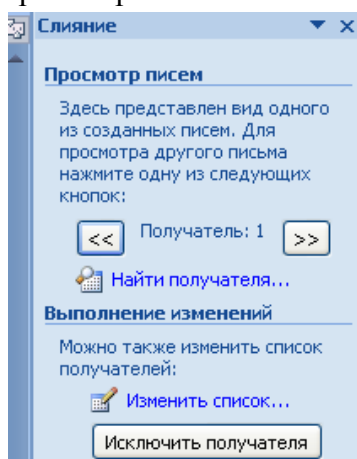 Слияние
Просмотр писем
Здесь представлен вид одного
из созданных писем. Для
просмотра другого письма
нажмите одну из следующих
кнопок:
<< Получатель: 1 >>
Найти получателя...
Выполнение изменений
Можно также изменить список
получателей:
Изменить список...
Исключить получателя